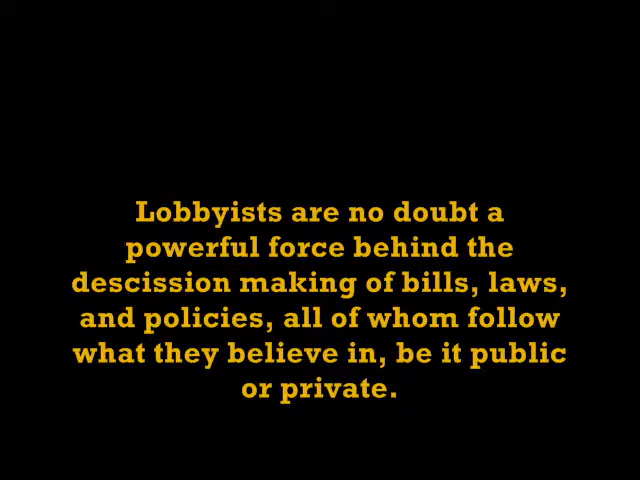 Lobbyists are no doubt a
powerful force behind the
descission making of bills, laws,
and policies, all of whom follow
what they believe in, be it public
or private.